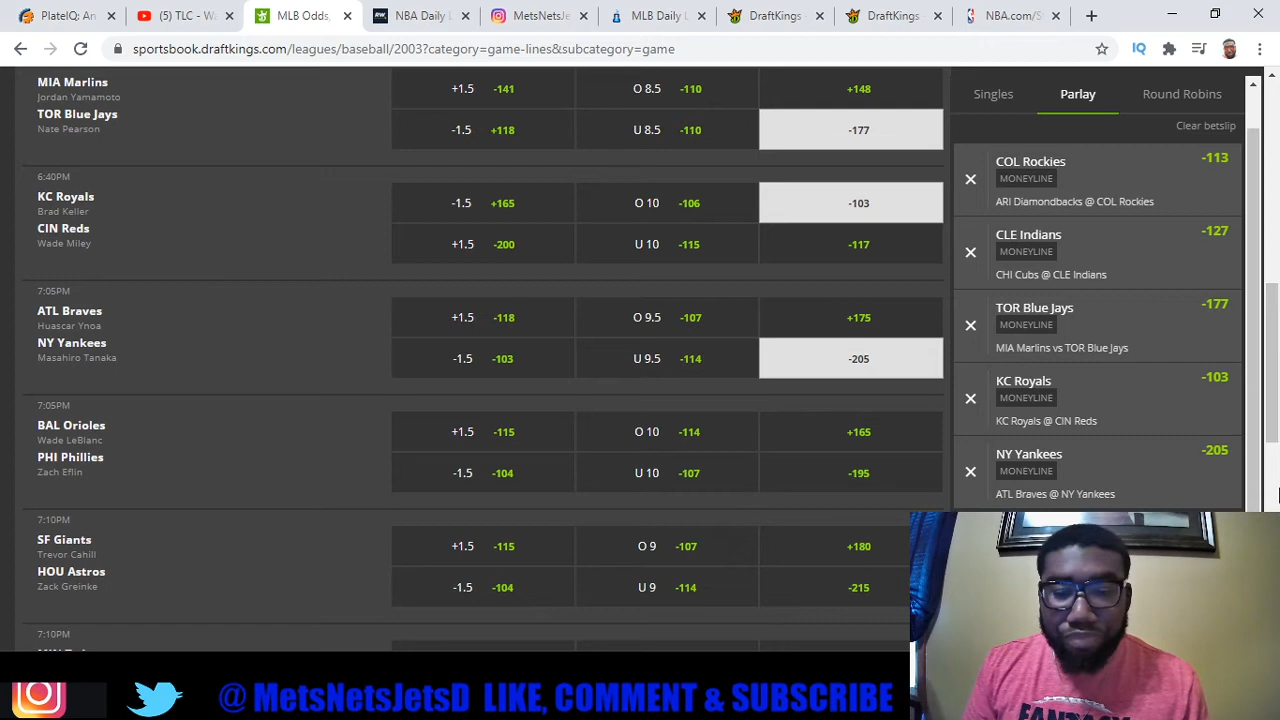 PlateIQ: An
(5) TLC - Wa
MLB Odds,
NBA Daily L
MetsNetsJe
MLB Daily L
DraftKings
DraftKings
NBA.com/S
sportsbook.draftkings.com/leagues/baseball/2003?category=game-lines&subcategory=game
MIA Marlins
Jordan Yamamoto
+1.5 -141 O 8.5 -110 +148
TOR Blue Jays
Nate Pearson
-1.5 +118 U 8.5 -110 -177
6:40PM
KC Royals
Brad Keller
-1.5 +165 O 10 -106 -103
CIN Reds
Wade Miley
+1.5 -200 U 10 -115 -117
7:05PM
ATL Braves
Huascar Ynoa
+1.5 -118 O 9.5 -107 +175
NY Yankees
Masahiro Tanaka
-1.5 -103 U 9.5 -114 -205
7:05PM
BAL Orioles
Wade LeBlanc
+1.5 -115 O 10 -114 +165
PHI Phillies
Zach Eflin
-1.5 -104 U 10 -107 -195
7:10PM
SF Giants
Trevor Cahill
+1.5 -115 O 9 -107 +180
HOU Astros
Zack Greinke
-1.5 -104 U 9 -114 -215
7:10PM
Singles Parlay Round Robins
Clear betslip
COL Rockies -113
MONEYLINE
ARI Diamondbacks @ COL Rockies
CLE Indians -127
MONEYLINE
CHI Cubs @ CLE Indians
TOR Blue Jays -177
MONEYLINE
MIA Marlins vs TOR Blue Jays
KC Royals -103
MONEYLINE
KC Royals @ CIN Reds
NY Yankees -205
MONEYLINE
ATL Braves @ NY Yankees
@ MetsNetsJetsD LIKE, COMMENT & SUBSCRIBE